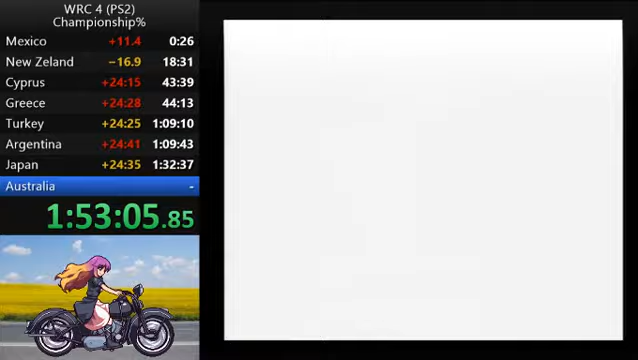 WRC 4 (PS2)
Championship%
Mexico +11.4 0:26
New Zeland −16.9 18:31
Cyprus +24:15 43:39
Greece +24:28 44:13
Turkey +24:25 1:09:10
Argentina +24:41 1:09:43
Japan +24:35 1:32:37
Australia -
1:53:05.85